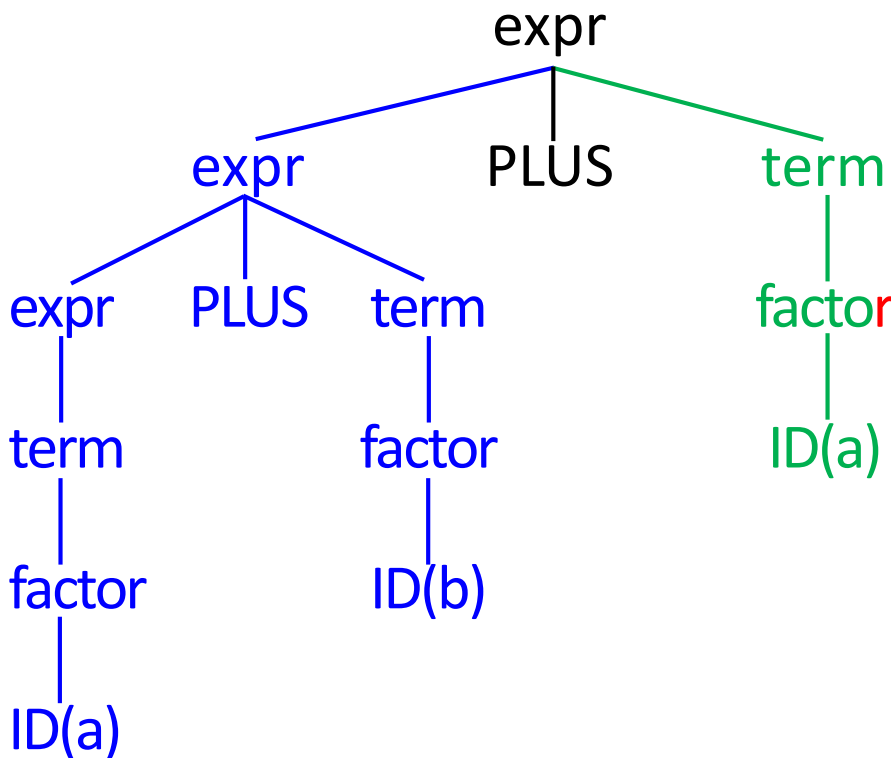 expr
expr PLUS term
expr PLUS term factor
term factor ID(a)
factor ID(b)
ID(a)